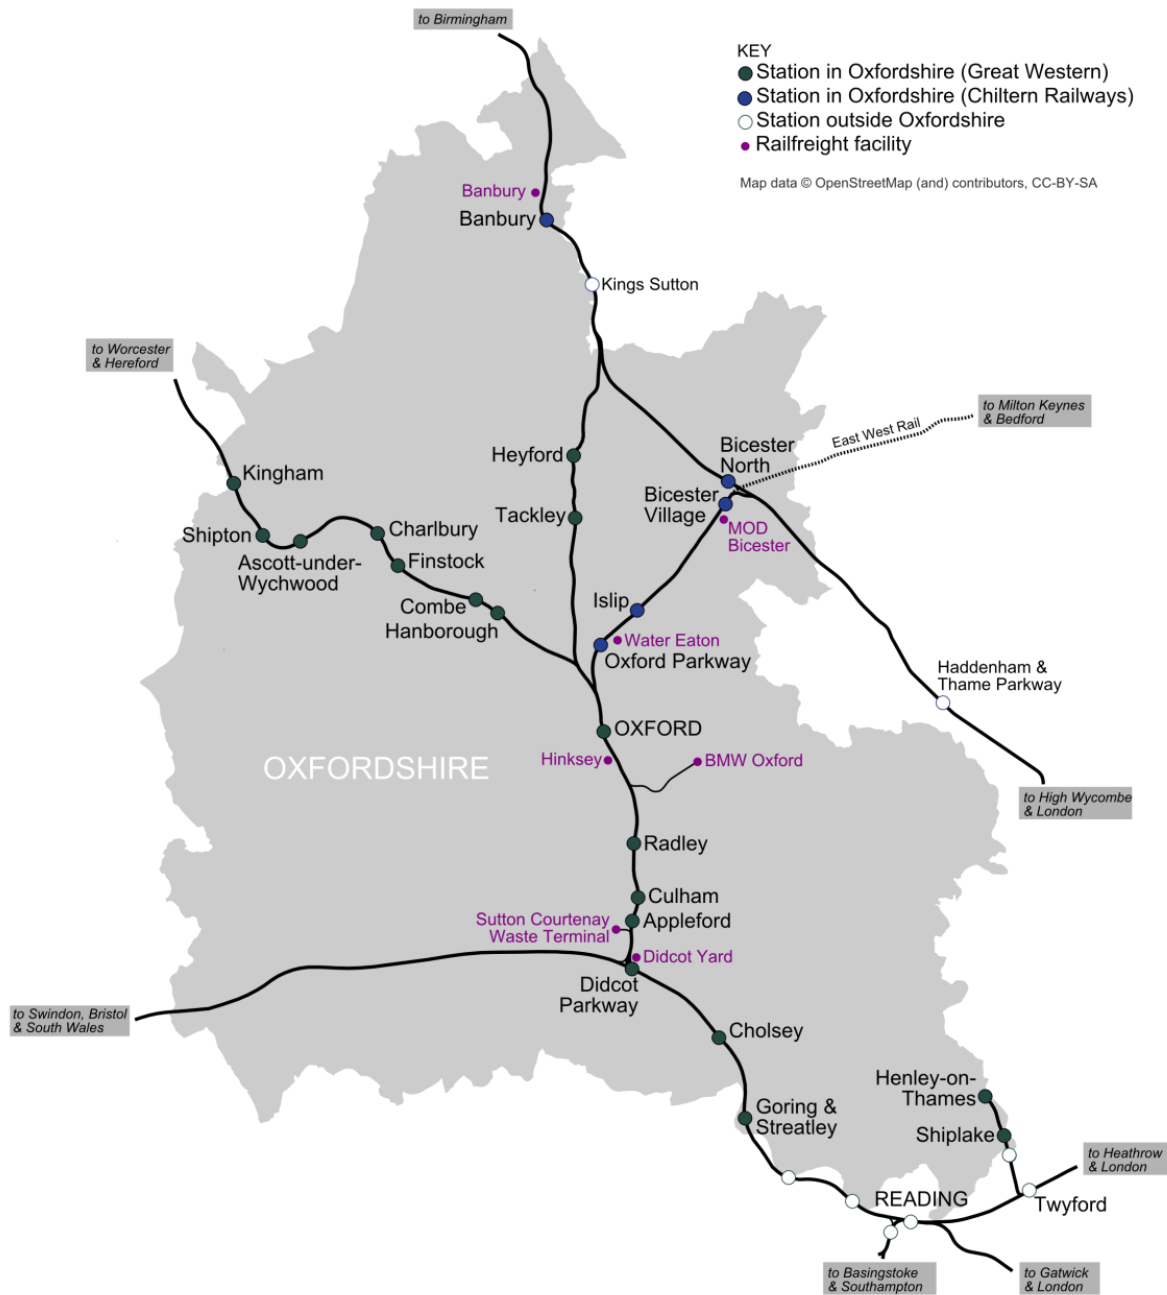 to Birmingham
KEY
Station in Oxfordshire (Great Western)
Station in Oxfordshire (Chiltern Railways)
Station outside Oxfordshire
Railfreight facility
Map data © OpenStreetMap (and) contributors, CC-BY-SA
Banbury
Banbury
Kings Sutton
to Worcester
& Hereford
to Milton Keynes
& Bedford
East West Rail
Bicester
North
Heyford
Kingham
Bicester
Village
Tackley
MOD
Bicester
Shipton
Charlbury
Ascott-under-
Wychwood
Finstock
Combe
Hanborough
Islip
Water Eaton
Oxford Parkway
Haddenham &
Thame Parkway
OXFORD
Hinksey
BMW Oxford
OXFORDSHIRE
to High Wycombe
& London
Radley
Culham
Appleford
Sutton Courtenay
Waste Terminal
Didcot Yard
Didcot
Parkway
to Swindon, Bristol
& South Wales
Cholsey
Henley-on-
Thames
Goring &
Streatley
Shiplake
to Heathrow
& London
READING
Twyford
to Basingstoke
& Southampton
to Gatwick
& London